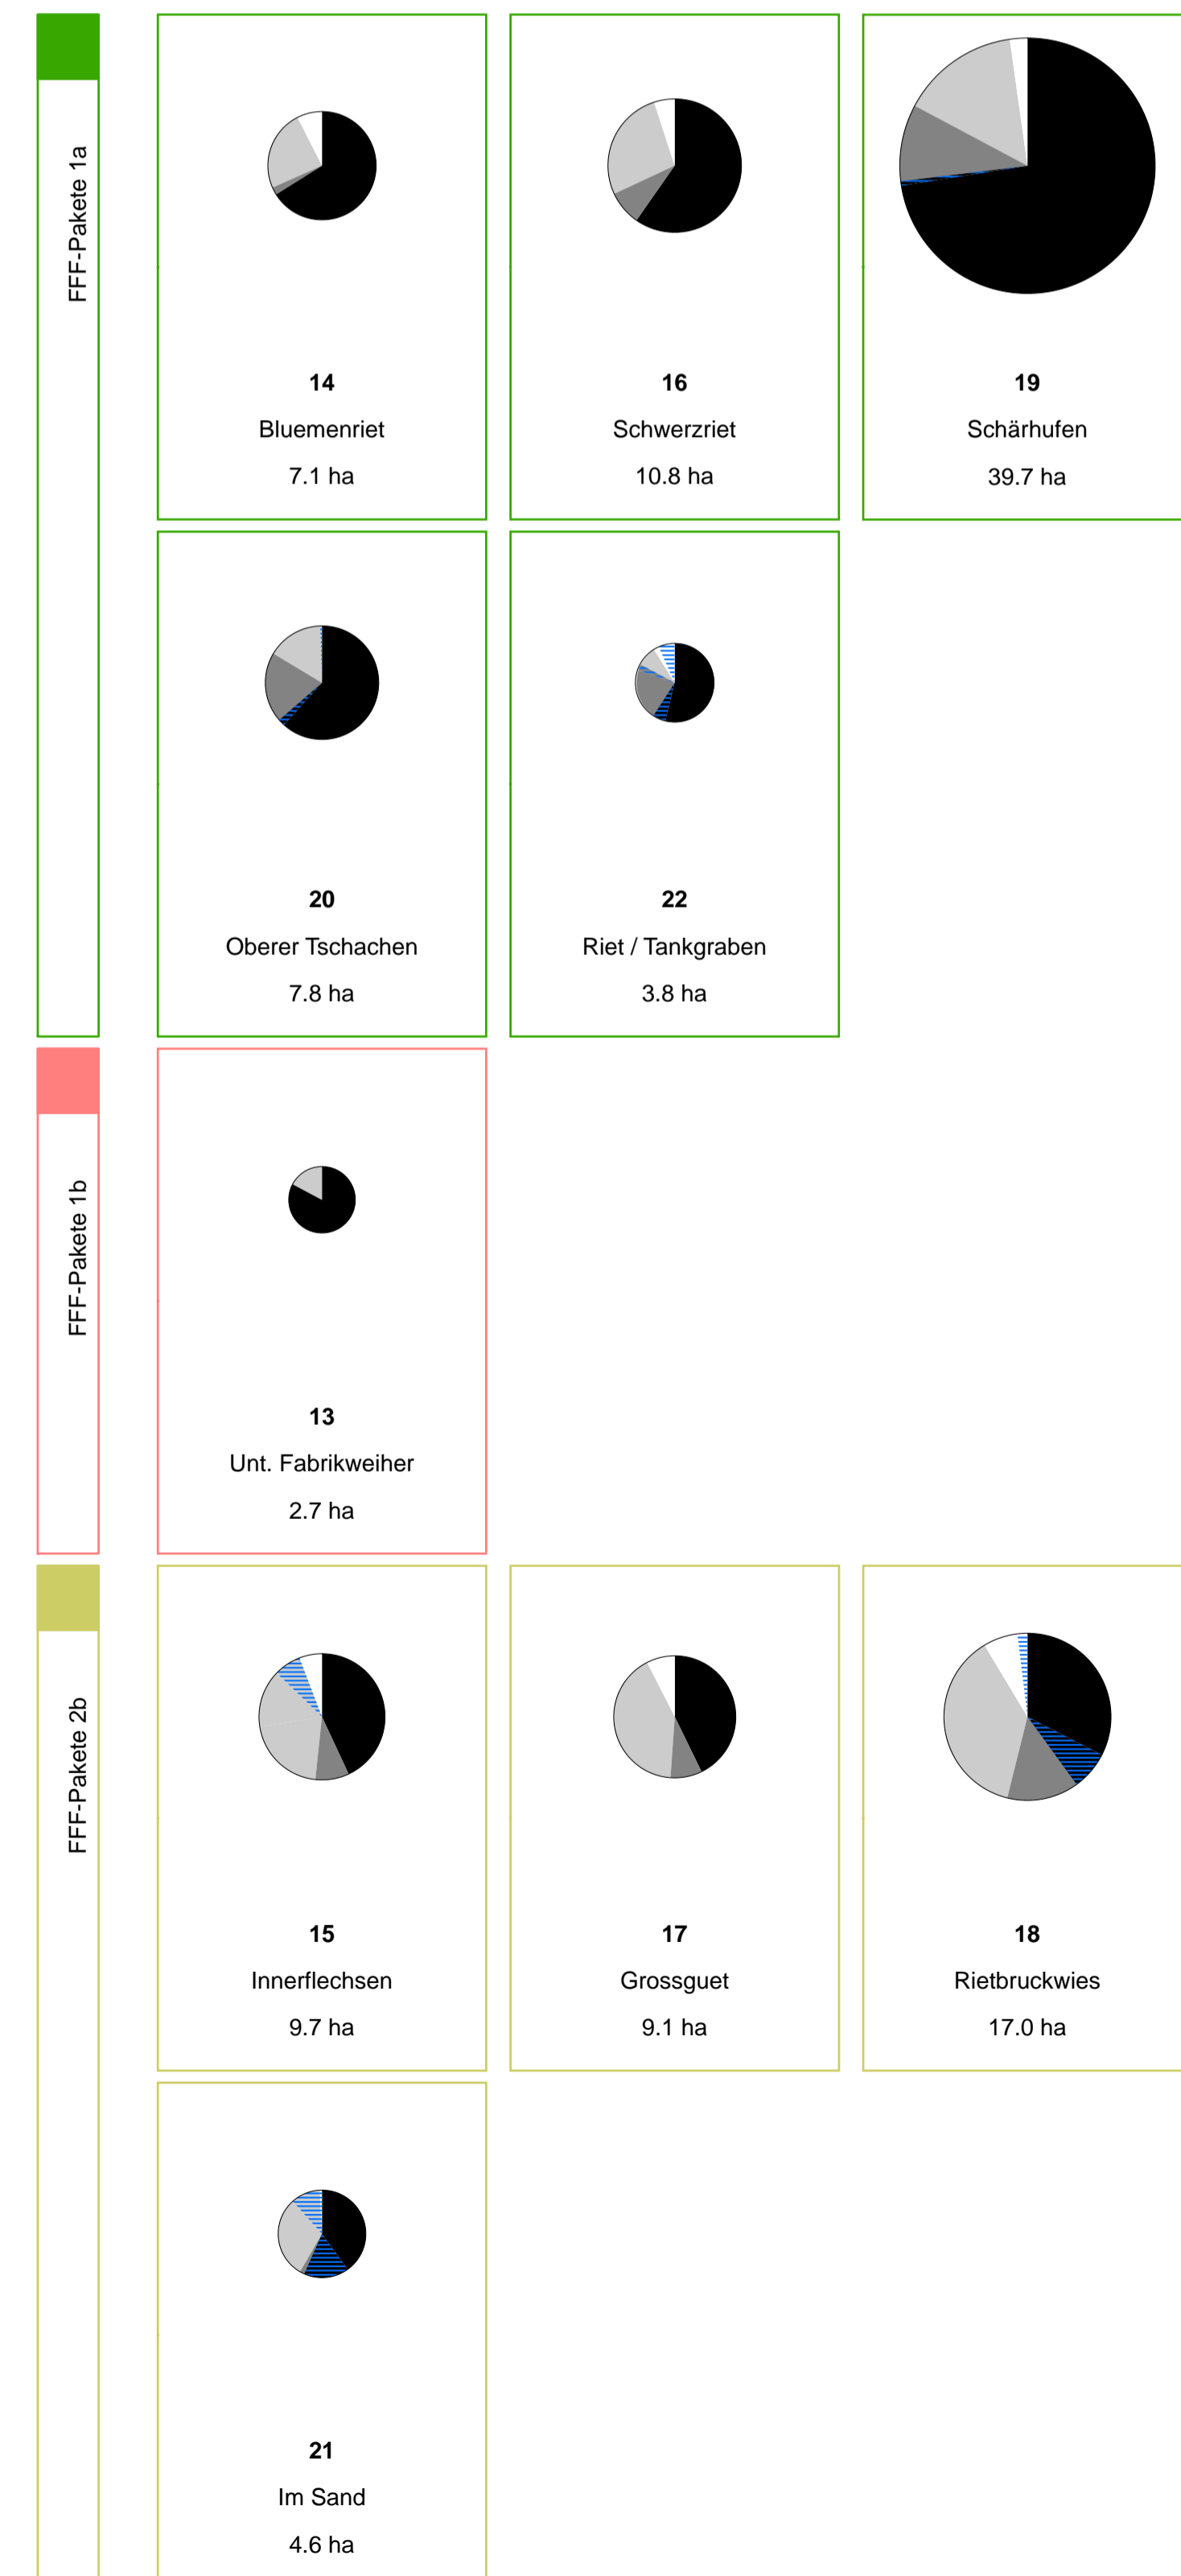 FFF-Pakete 1a
14
Bluemenriet
7.1 ha
16
Schwerzriet
10.8 ha
19
Schärhufen
39.7 ha
20
Oberer Tschachen
7.8 ha
22
Riet / Tankgraben
3.8 ha
FFF-Pakete 1b
13
Unt. Fabrikweiher
2.7 ha
FFF-Pakete 2b
15
Innerflechsen
9.7 ha
17
Grossguet
9.1 ha
18
Rietbruckwies
17.0 ha
21
Im Sand
4.6 ha